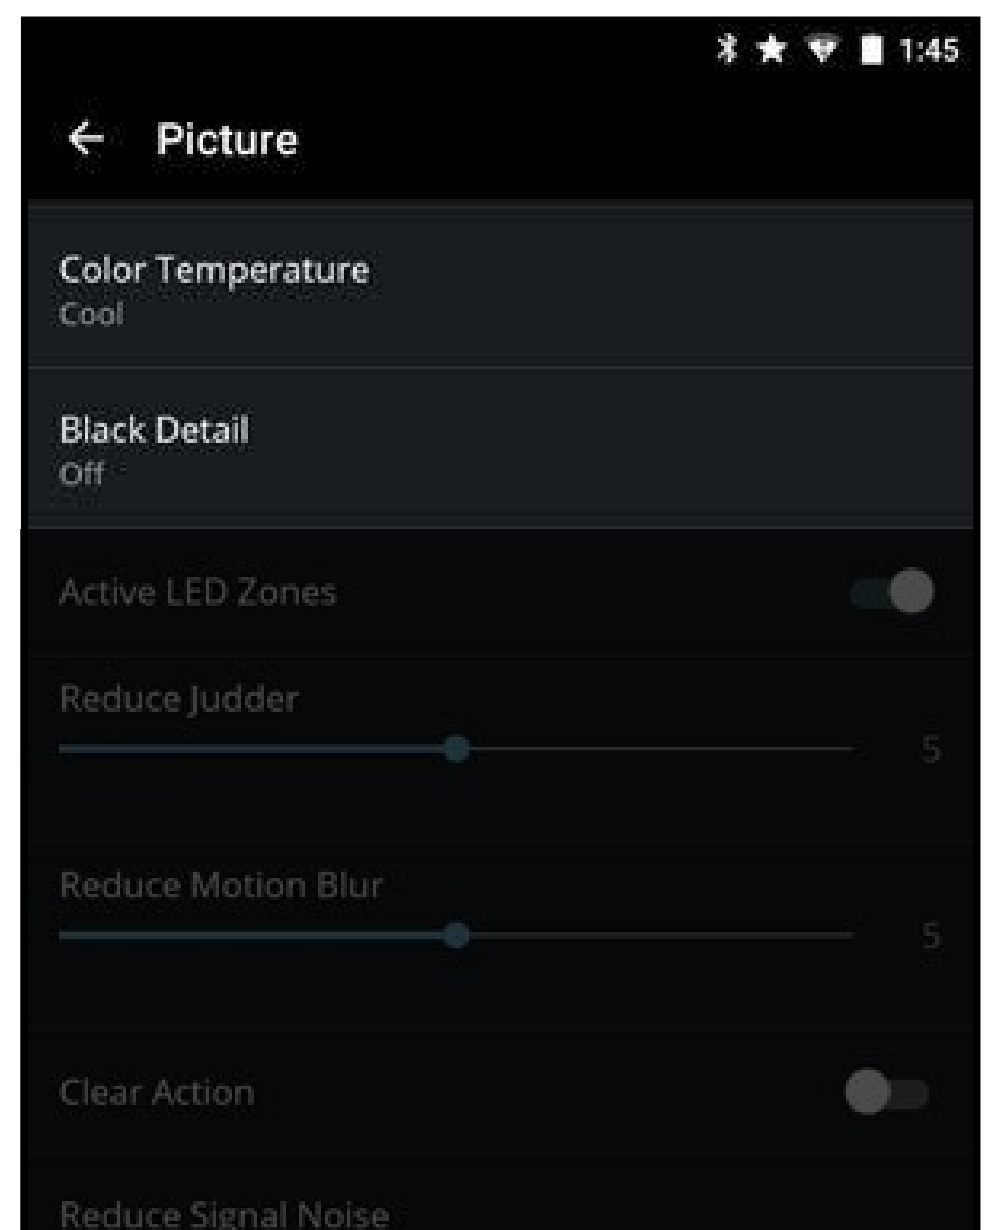 1:45
Picture
Color Temperature
Cool
Black Detail
Off
Active LED Zones
Reduce Judder
5
Reduce Motion Blur
5
Clear Action
Reduce Signal Noise